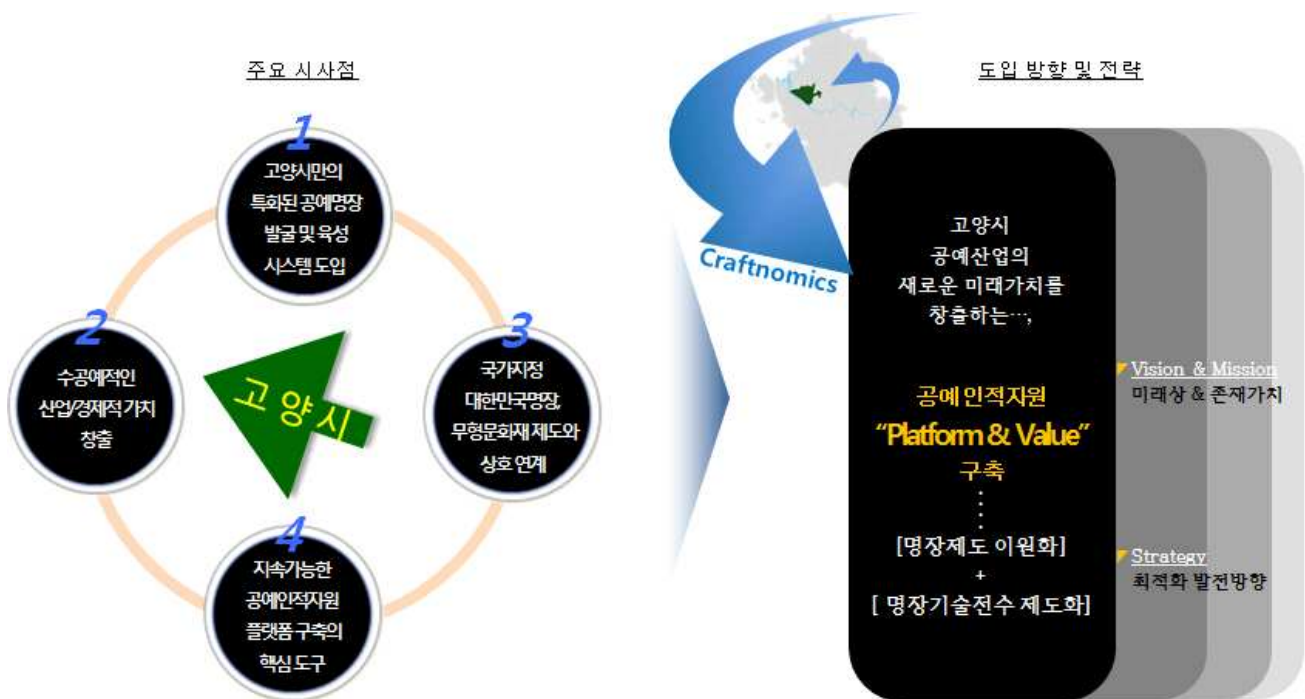 주요 시사점
1
고양시만의
특화된 공예명장
발굴 및 육성
시스템 도입
2
수공예적인
산업/경제적 가치
창출
3
국가지정
대한민국명장,
무형문화재 제도와
상호 연계
4
지속가능한
공예인적자원
플랫폼 구축의
핵심 도구
고양시
도입 방향 및 전략
Craftnomics
고양시
공예산업의
새로운 미래가치를
창출하는…,
공예 인적자원
“Platform & Value”
구축
[명장제도 이원화]
+
[ 명장기술전수 제도화]
Vision & Mission
미래상 & 존재가치
Strategy
최적화 발전방향